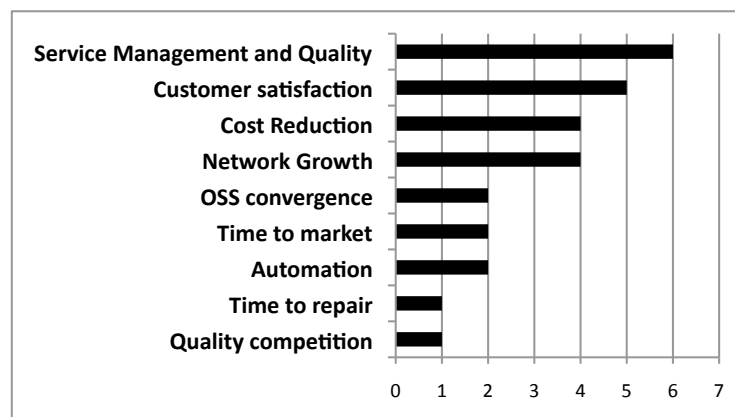 Service Management and Quality
Customer satisfaction
Cost Reduction
Network Growth
OSS convergence
Time to market
Automation
Time to repair
Quality competition
0 1 2 3 4 5 6 7